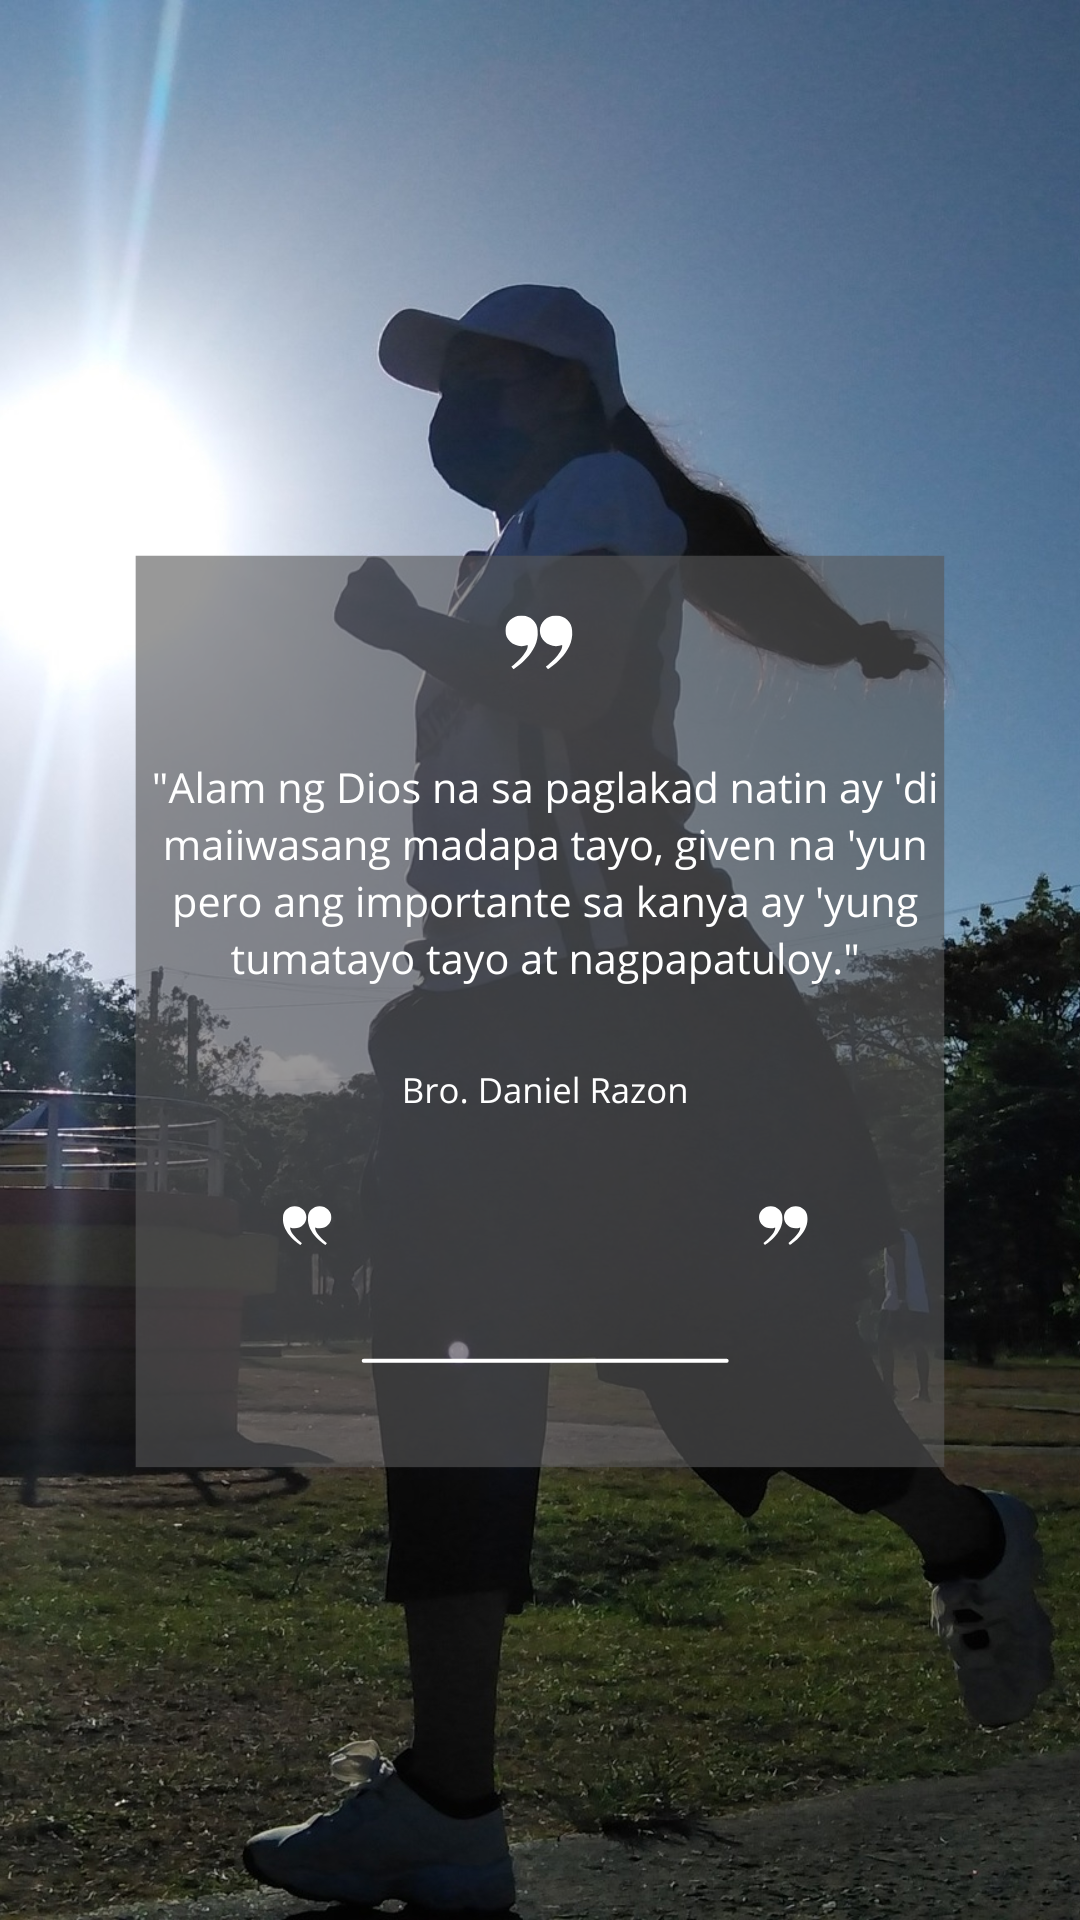 "Alam ng Dios na sa paglakad natin ay 'di
maiiwasang madapa tayo, given na 'yun
pero ang importante sa kanya ay 'yung
tumatayo tayo at nagpapatuloy."
Bro. Daniel Razon